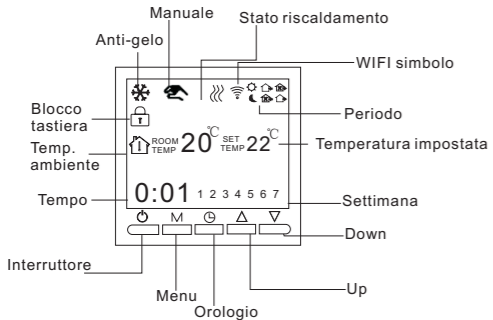 Stato riscaldamento
Manuale
Anti-gelo
WIFI simbolo
Blocco
tastiera
Periodo
Temp.
ambiente
ROOM
TEMP
20℃
SET
TEMP
22℃
Temperatura impostata
Tempo
0:01
1 2 3 4 5 6 7
Settimana
M
Down
Interruttore
Menu
Up
Orologio